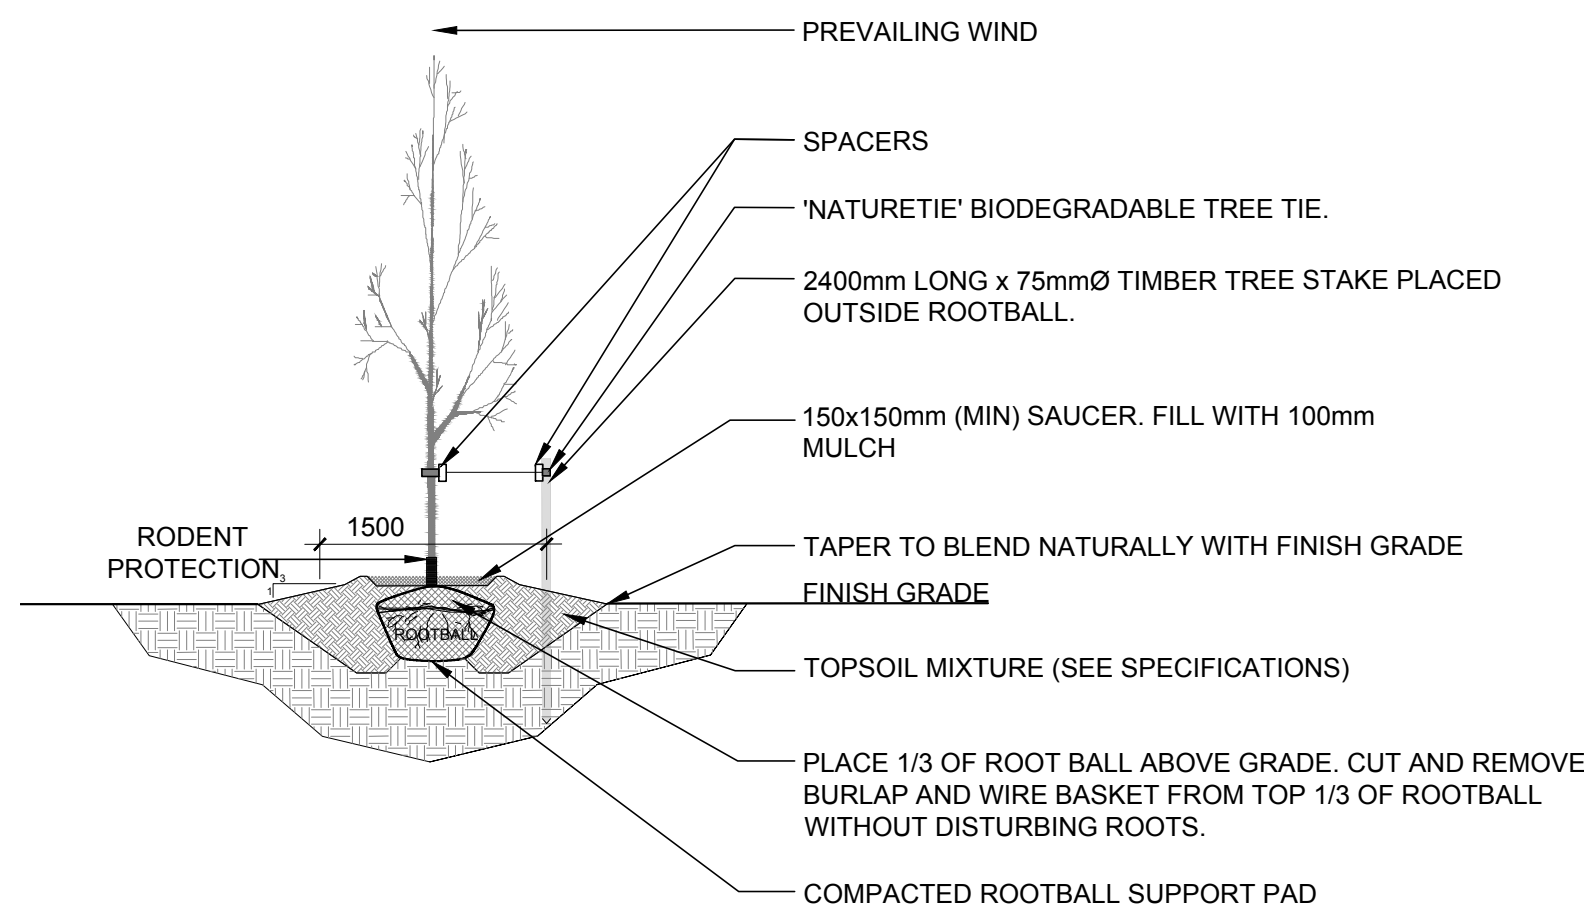 PREVAILING WIND
SPACERS
'NATURETIE' BIODEGRADABLE TREE TIE.
2400mm LONG x 75mmØ TIMBER TREE STAKE PLACED
OUTSIDE ROOTBALL.
150x150mm (MIN) SAUCER. FILL WITH 100mm
MULCH
1500
RODENT
PROTECTION
3
1
TAPER TO BLEND NATURALLY WITH FINISH GRADE
FINISH GRADE
ROOTBALL
TOPSOIL MIXTURE (SEE SPECIFICATIONS)
PLACE 1/3 OF ROOT BALL ABOVE GRADE. CUT AND REMOVE
BURLAP AND WIRE BASKET FROM TOP 1/3 OF ROOTBALL
WITHOUT DISTURBING ROOTS.
COMPACTED ROOTBALL SUPPORT PAD